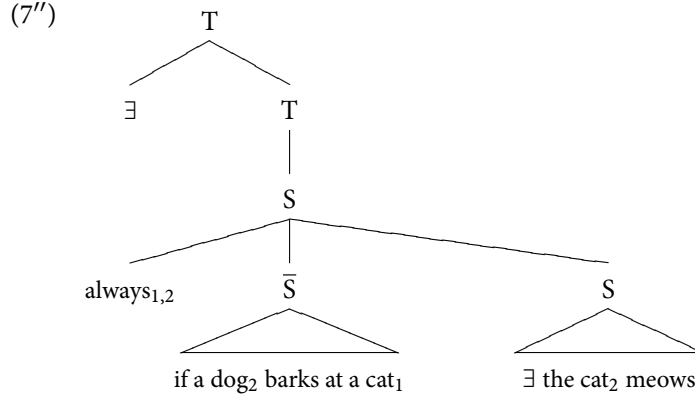 (7″)
T
∃ T
S
always₁,₂ S̅ S
if a dog₂ barks at a cat₁ ∃ the cat₂ meows